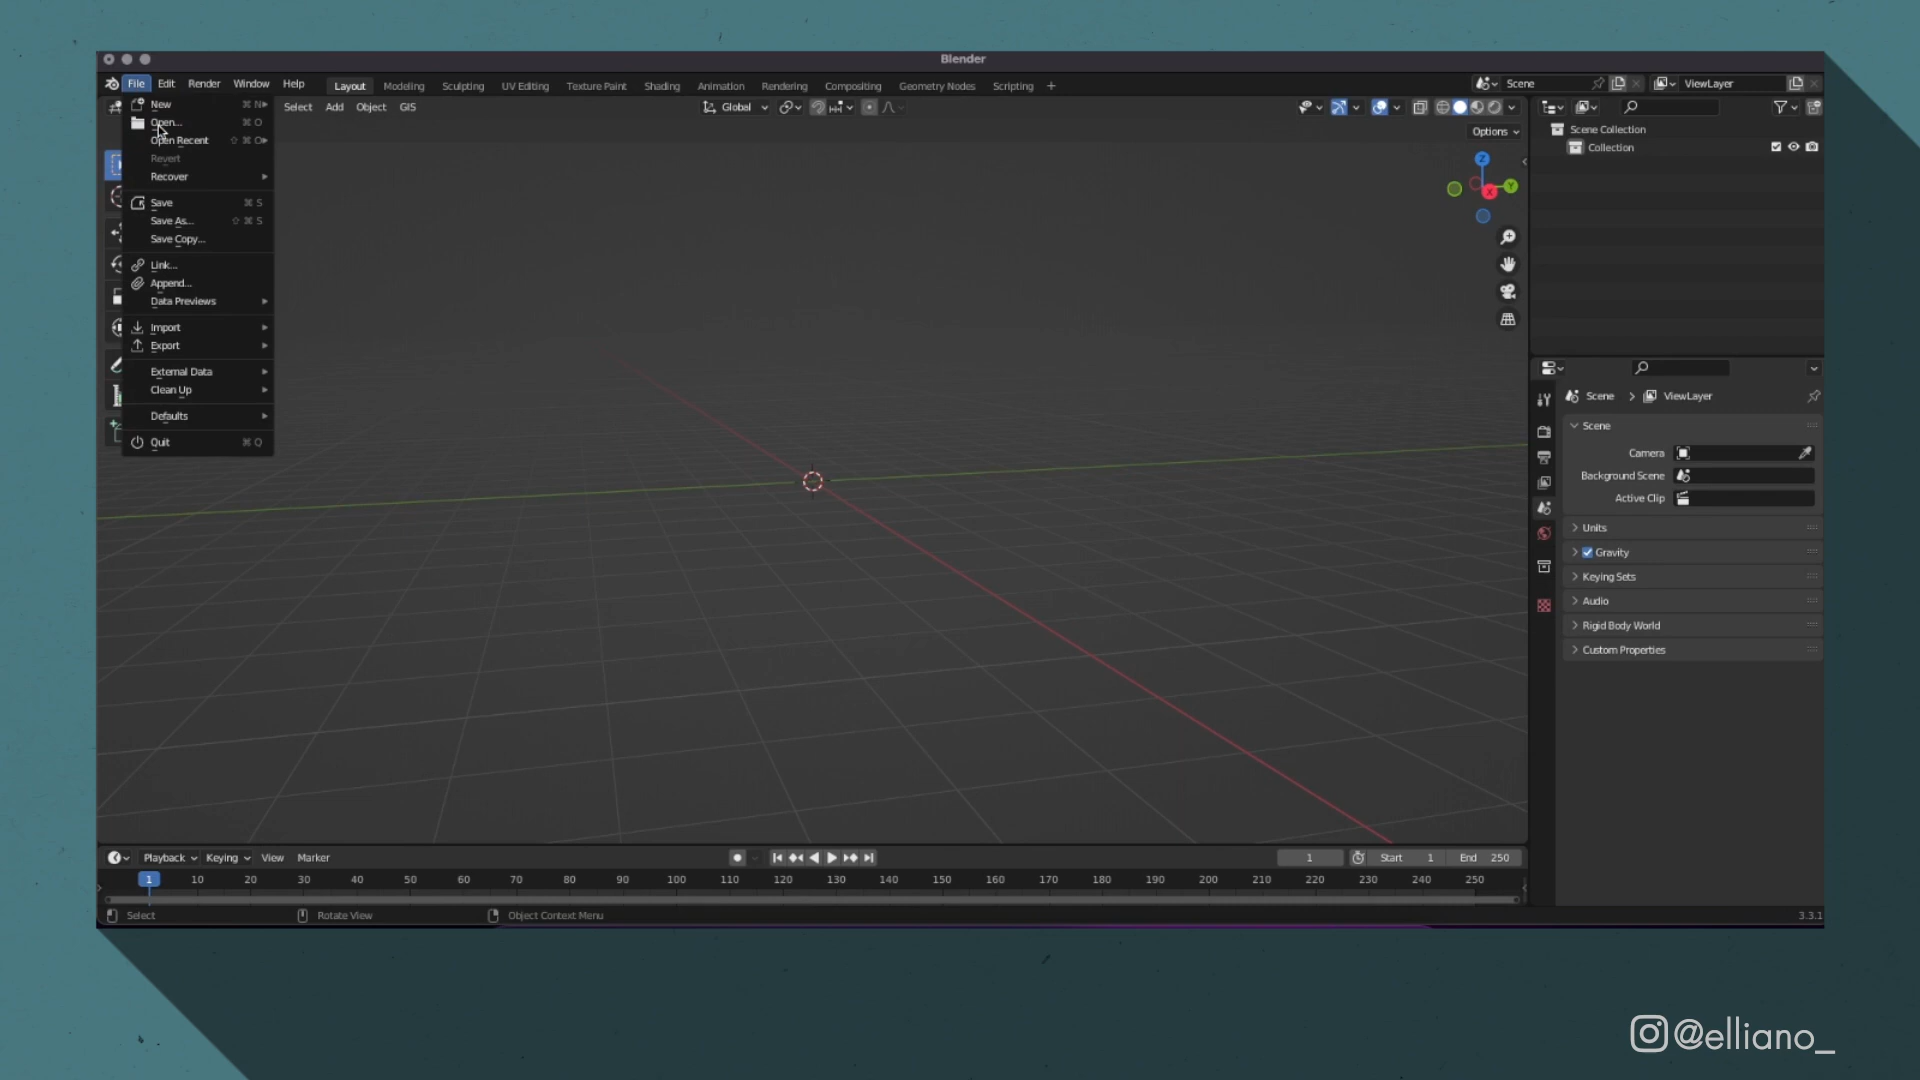 Blender
File Edit Render Window Help Layout Modeling Sculpting UV Editing Texture Paint Shading Animation Rendering Compositing Geometry Nodes Scripting + Scene ViewLayer
Select Add Object GIS Global
Options
New ⌘ N
Open... ⌘ O
Open Recent ⇧ ⌘ O
Revert
Recover
Save ⌘ S
Save As... ⇧ ⌘ S
Save Copy...
Link...
Append...
Data Previews
Import
Export
External Data
Clean Up
Defaults
Quit ⌘ Q
Z
Y
X
Scene Collection
Collection
Scene > ViewLayer
Scene
Camera
Background Scene
Active Clip
Units
Gravity
Keying Sets
Audio
Rigid Body World
Custom Properties
Playback Keying View Marker 1 Start 1 End 250
1 10 20 30 40 50 60 70 80 90 100 110 120 130 140 150 160 170 180 190 200 210 220 230 240 250
Select Rotate View Object Context Menu 3.3.1
@elliano_